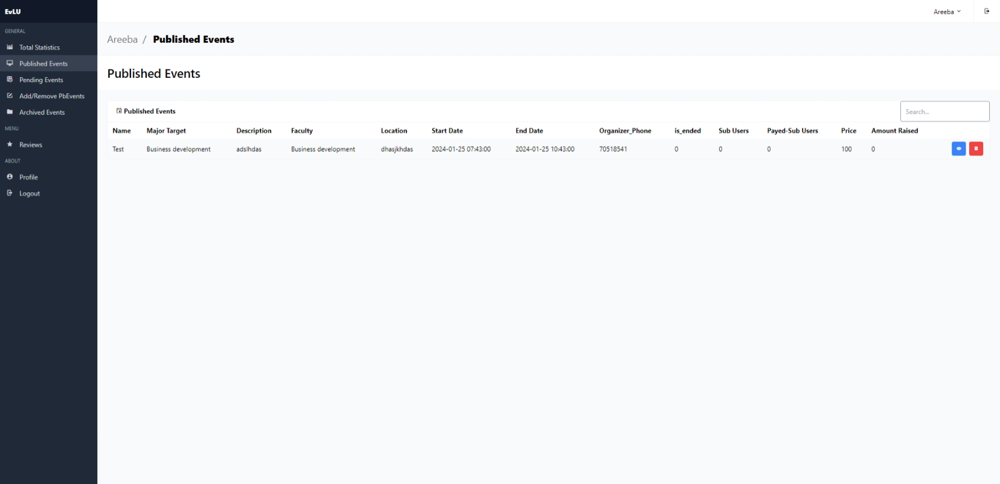 EvLU
Areeba
GENERAL
Total Statistics
Published Events
Pending Events
Add/Remove PbEvents
Archived Events
MENU
Reviews
ABOUT
Profile
Logout
Areeba / Published Events
Published Events
Published Events
Search...
Name Major Target Description Faculty Location Start Date End Date Organizer_Phone is_ended Sub Users Payed-Sub Users Price Amount Raised
Test Business development adslhdas Business development dhasjkhdas 2024-01-25 07:43:00 2024-01-25 10:43:00 70518541 0 0 0 100 0